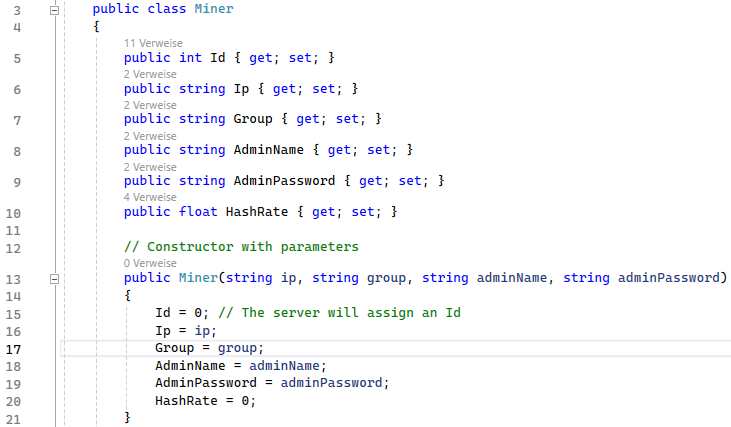 3 public class Miner
4 {
11 Verweise
5 public int Id { get; set; }
2 Verweise
6 public string Ip { get; set; }
2 Verweise
7 public string Group { get; set; }
2 Verweise
8 public string AdminName { get; set; }
2 Verweise
9 public string AdminPassword { get; set; }
4 Verweise
10 public float HashRate { get; set; }
11
12 // Constructor with parameters
0 Verweise
13 public Miner(string ip, string group, string adminName, string adminPassword)
14 {
15 Id = 0; // The server will assign an Id
16 Ip = ip;
17 Group = group;
18 AdminName = adminName;
19 AdminPassword = adminPassword;
20 HashRate = 0;
21 }